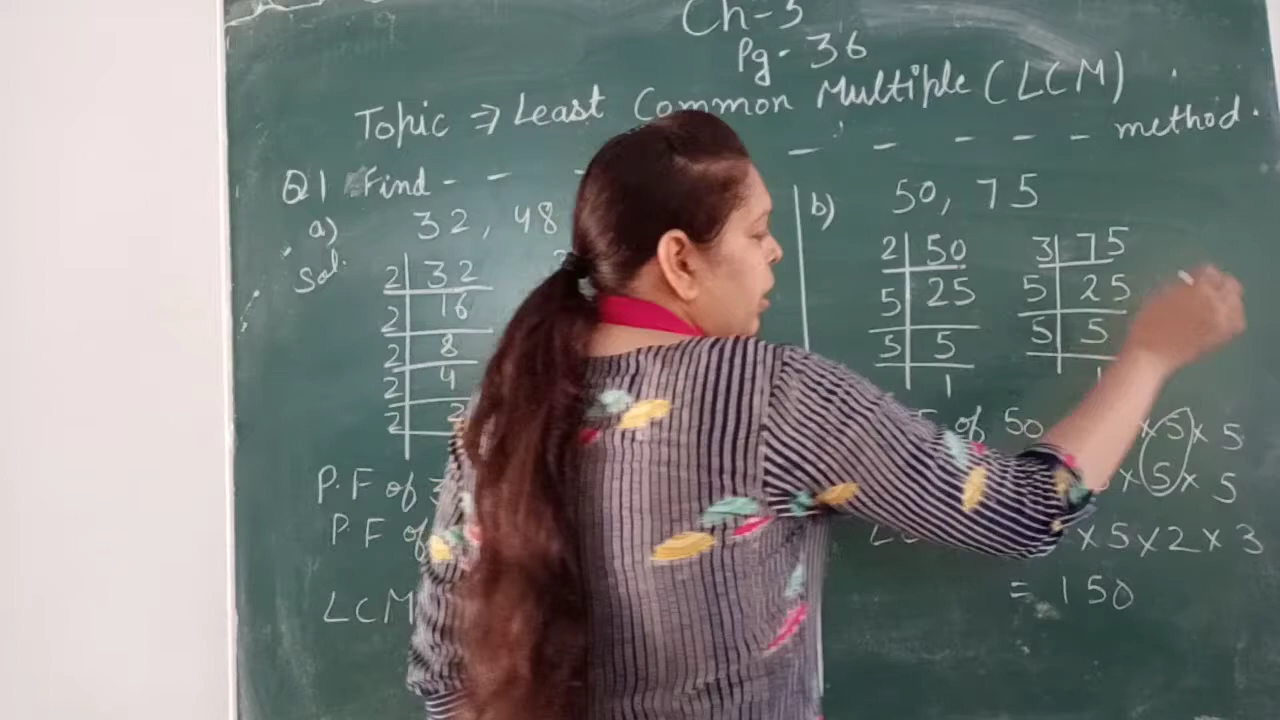 Ch-3
Pg- 36
Topic ⇒ Least Common Multiple (LCM)
Q1 Find - - - - - - - - method.
a) 32, 48
Sol.
2 | 32
2 | 16
2 | 8
2 | 4
2 | 2
P.F of 3
P.F of
LCM
b) 50, 75
2 | 50
5 | 25
5 | 5
1
3 | 75
5 | 25
5 | 5
1
of 50 × 5 × 5
× 5 × 5
× 5 × 2 × 3
= 150